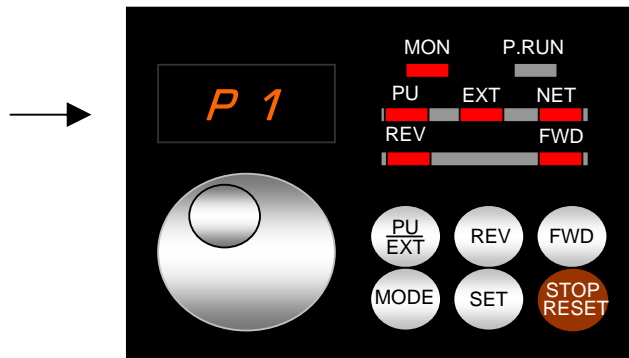 MON P.RUN
P 1
PU EXT NET
REV FWD
PU
EXT
REV
FWD
MODE
SET
STOP
RESET